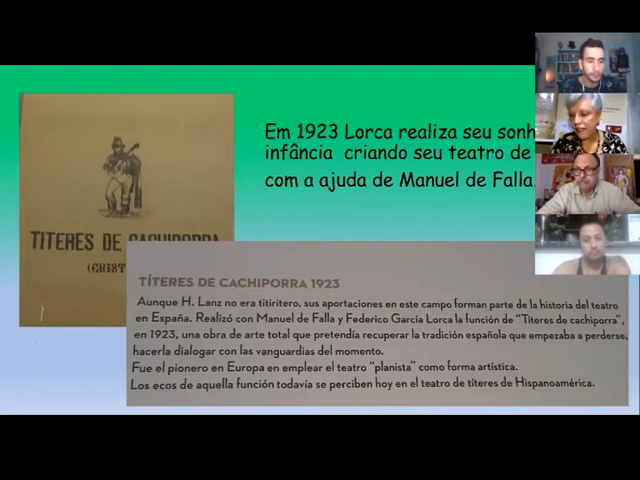 Em 1923 Lorca realiza seu
infância criando seu teatro de
com a ajuda de Manuel de Falla
TITERES DE CACHIPORRA
TÍTERES DE CACHIPORRA 1923
Aunque H. Lanz no era titiritero, sus aportaciones en este campo forman parte de la historia del teatro
en España. Realizó con Manuel de Falla y Federico García Lorca la función de "Títeres de cachiporra",
en 1923, una obra de arte total que pretendía recuperar la tradición española que empezaba a perderse,
hacerla dialogar con las vanguardias del momento.
Fue el pionero en Europa en emplear el teatro "planista" como forma artística.
Los ecos de aquella función todavía se perciben hoy en el teatro de títeres de Hispanoamérica.